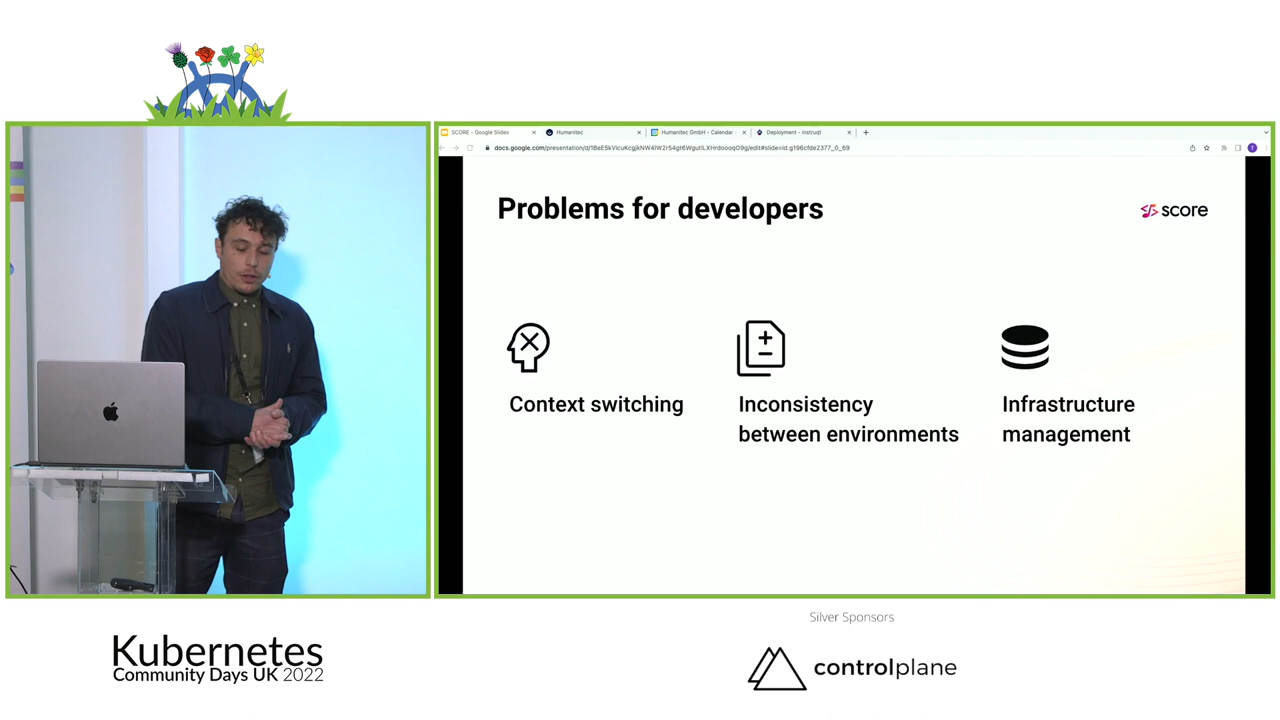 SCORE - Google Slides
Humanitec
Humanitec GmbH - Calendar -
Deployment - instruqt
Problems for developers
score
Context switching
Inconsistency
between environments
Infrastructure
management
Silver Sponsors
Kubernetes
Community Days UK 2022
controlplane